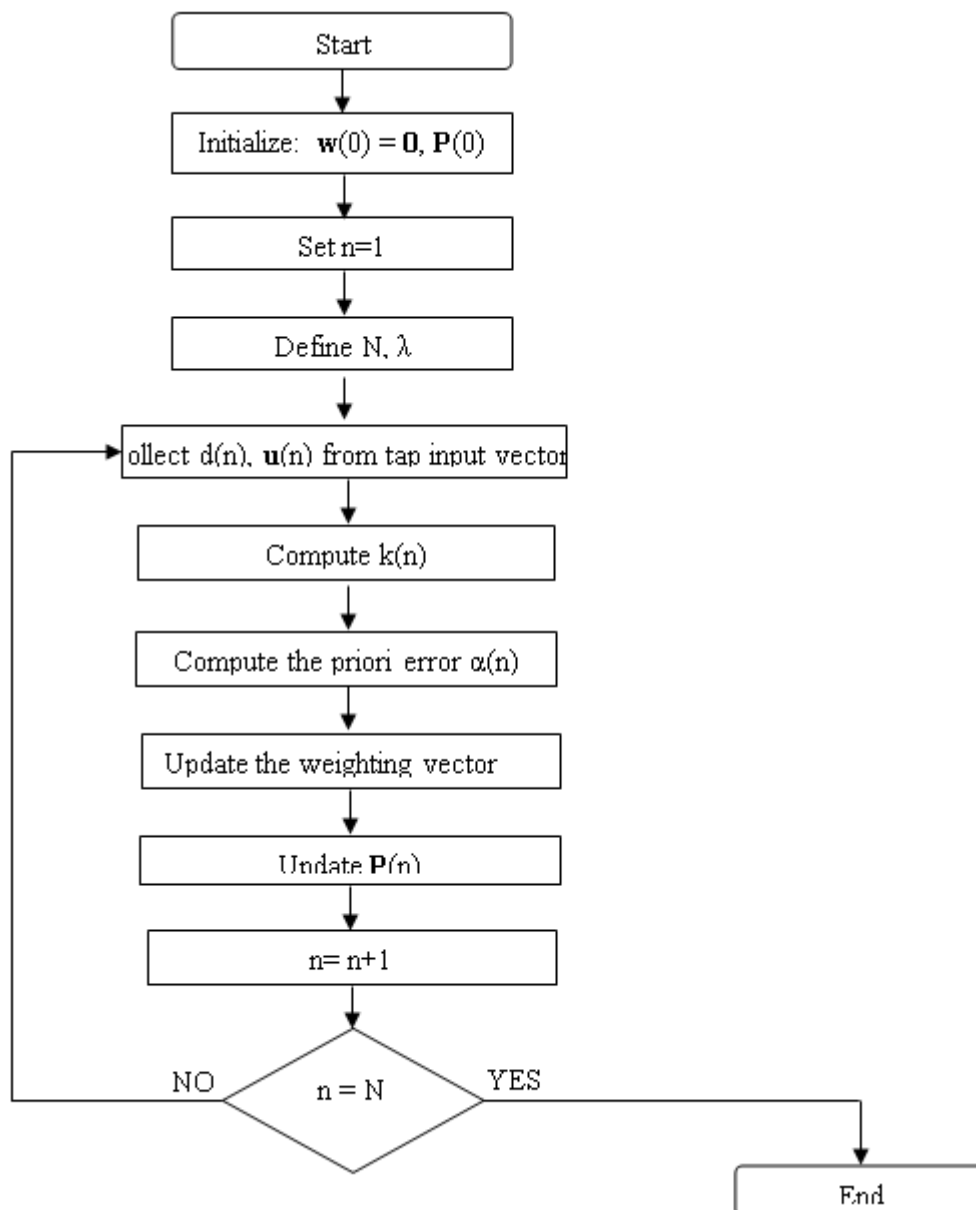 Start
Initialize: w(0) = 0, P(0)
Set n=1
Define N, λ
ollect d(n), u(n) from tap input vector
Compute k(n)
Compute the priori error α(n)
Update the weighting vector
Update P(n)
n= n+1
n = N
NO
YES
End